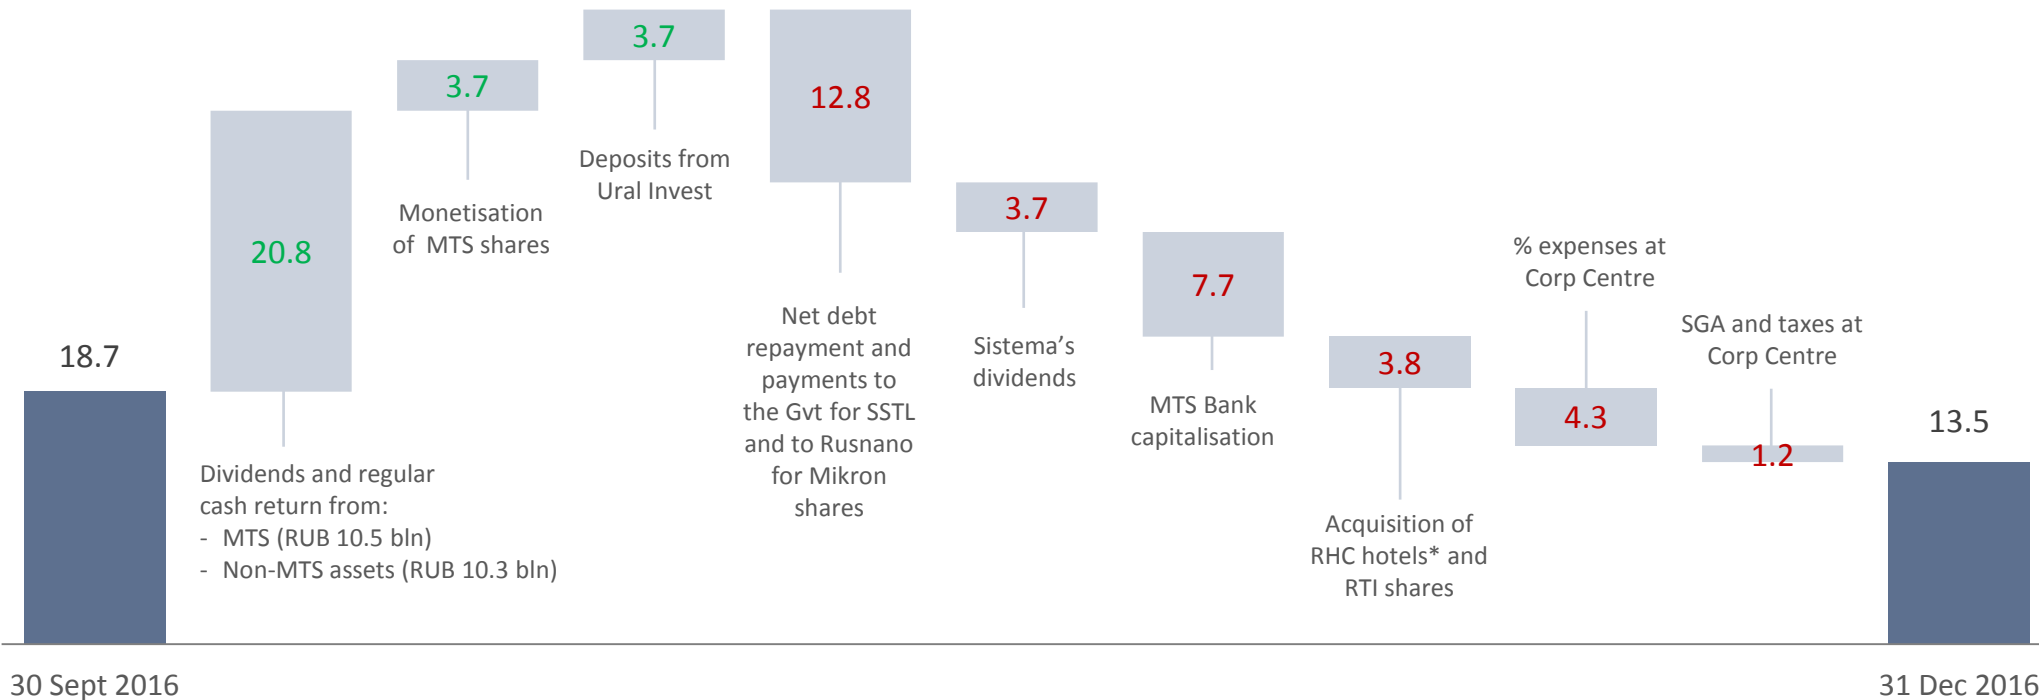 18.7
30 Sept 2016
20.8
Dividends and regular
cash return from:
- MTS (RUB 10.5 bln)
- Non-MTS assets (RUB 10.3 bln)
3.7
Monetisation
of MTS shares
3.7
Deposits from
Ural Invest
12.8
Net debt
repayment and
payments to
the Gvt for SSTL
and to Rusnano
for Mikron
shares
3.7
Sistema's
dividends
7.7
MTS Bank
capitalisation
3.8
Acquisition of
RHC hotels* and
RTI shares
% expenses at
Corp Centre
4.3
SGA and taxes at
Corp Centre
1.2
13.5
31 Dec 2016